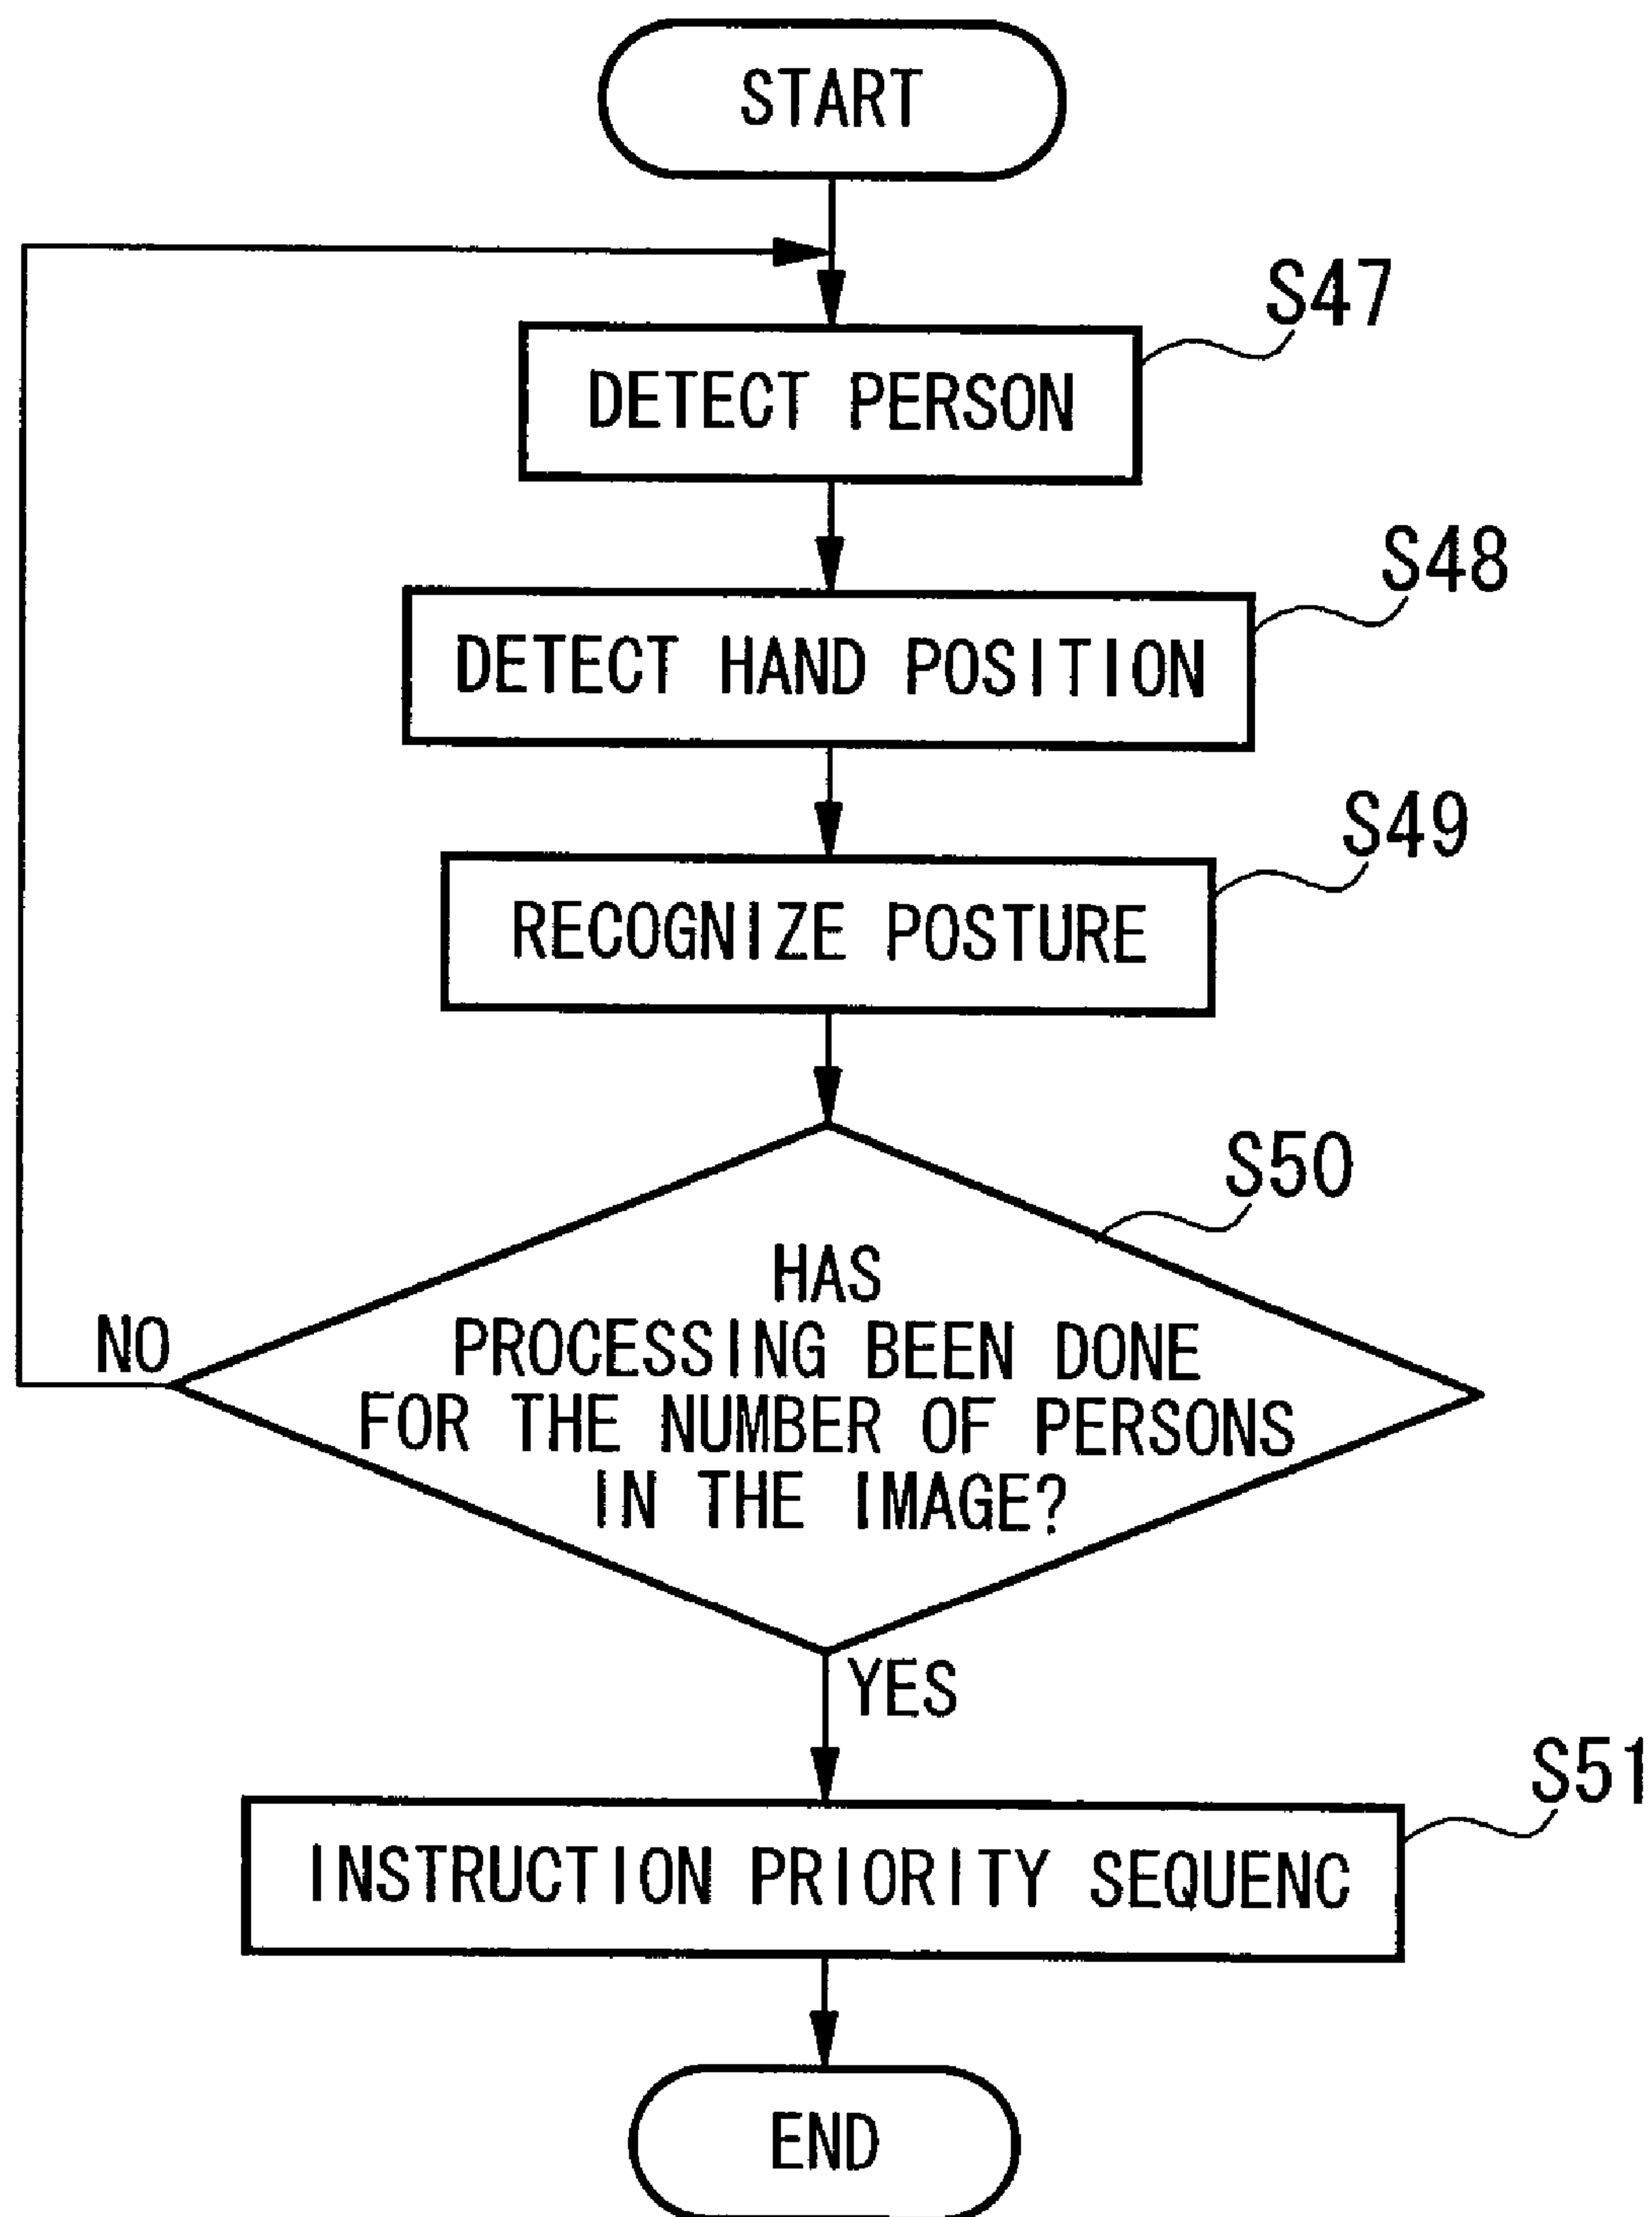 START
S47
DETECT PERSON
S48
DETECT HAND POSITION
S49
RECOGNIZE POSTURE
S50
HAS
PROCESSING BEEN DONE
FOR THE NUMBER OF PERSONS
IN THE IMAGE?
NO
YES
S51
INSTRUCTION PRIORITY SEQUENC
END